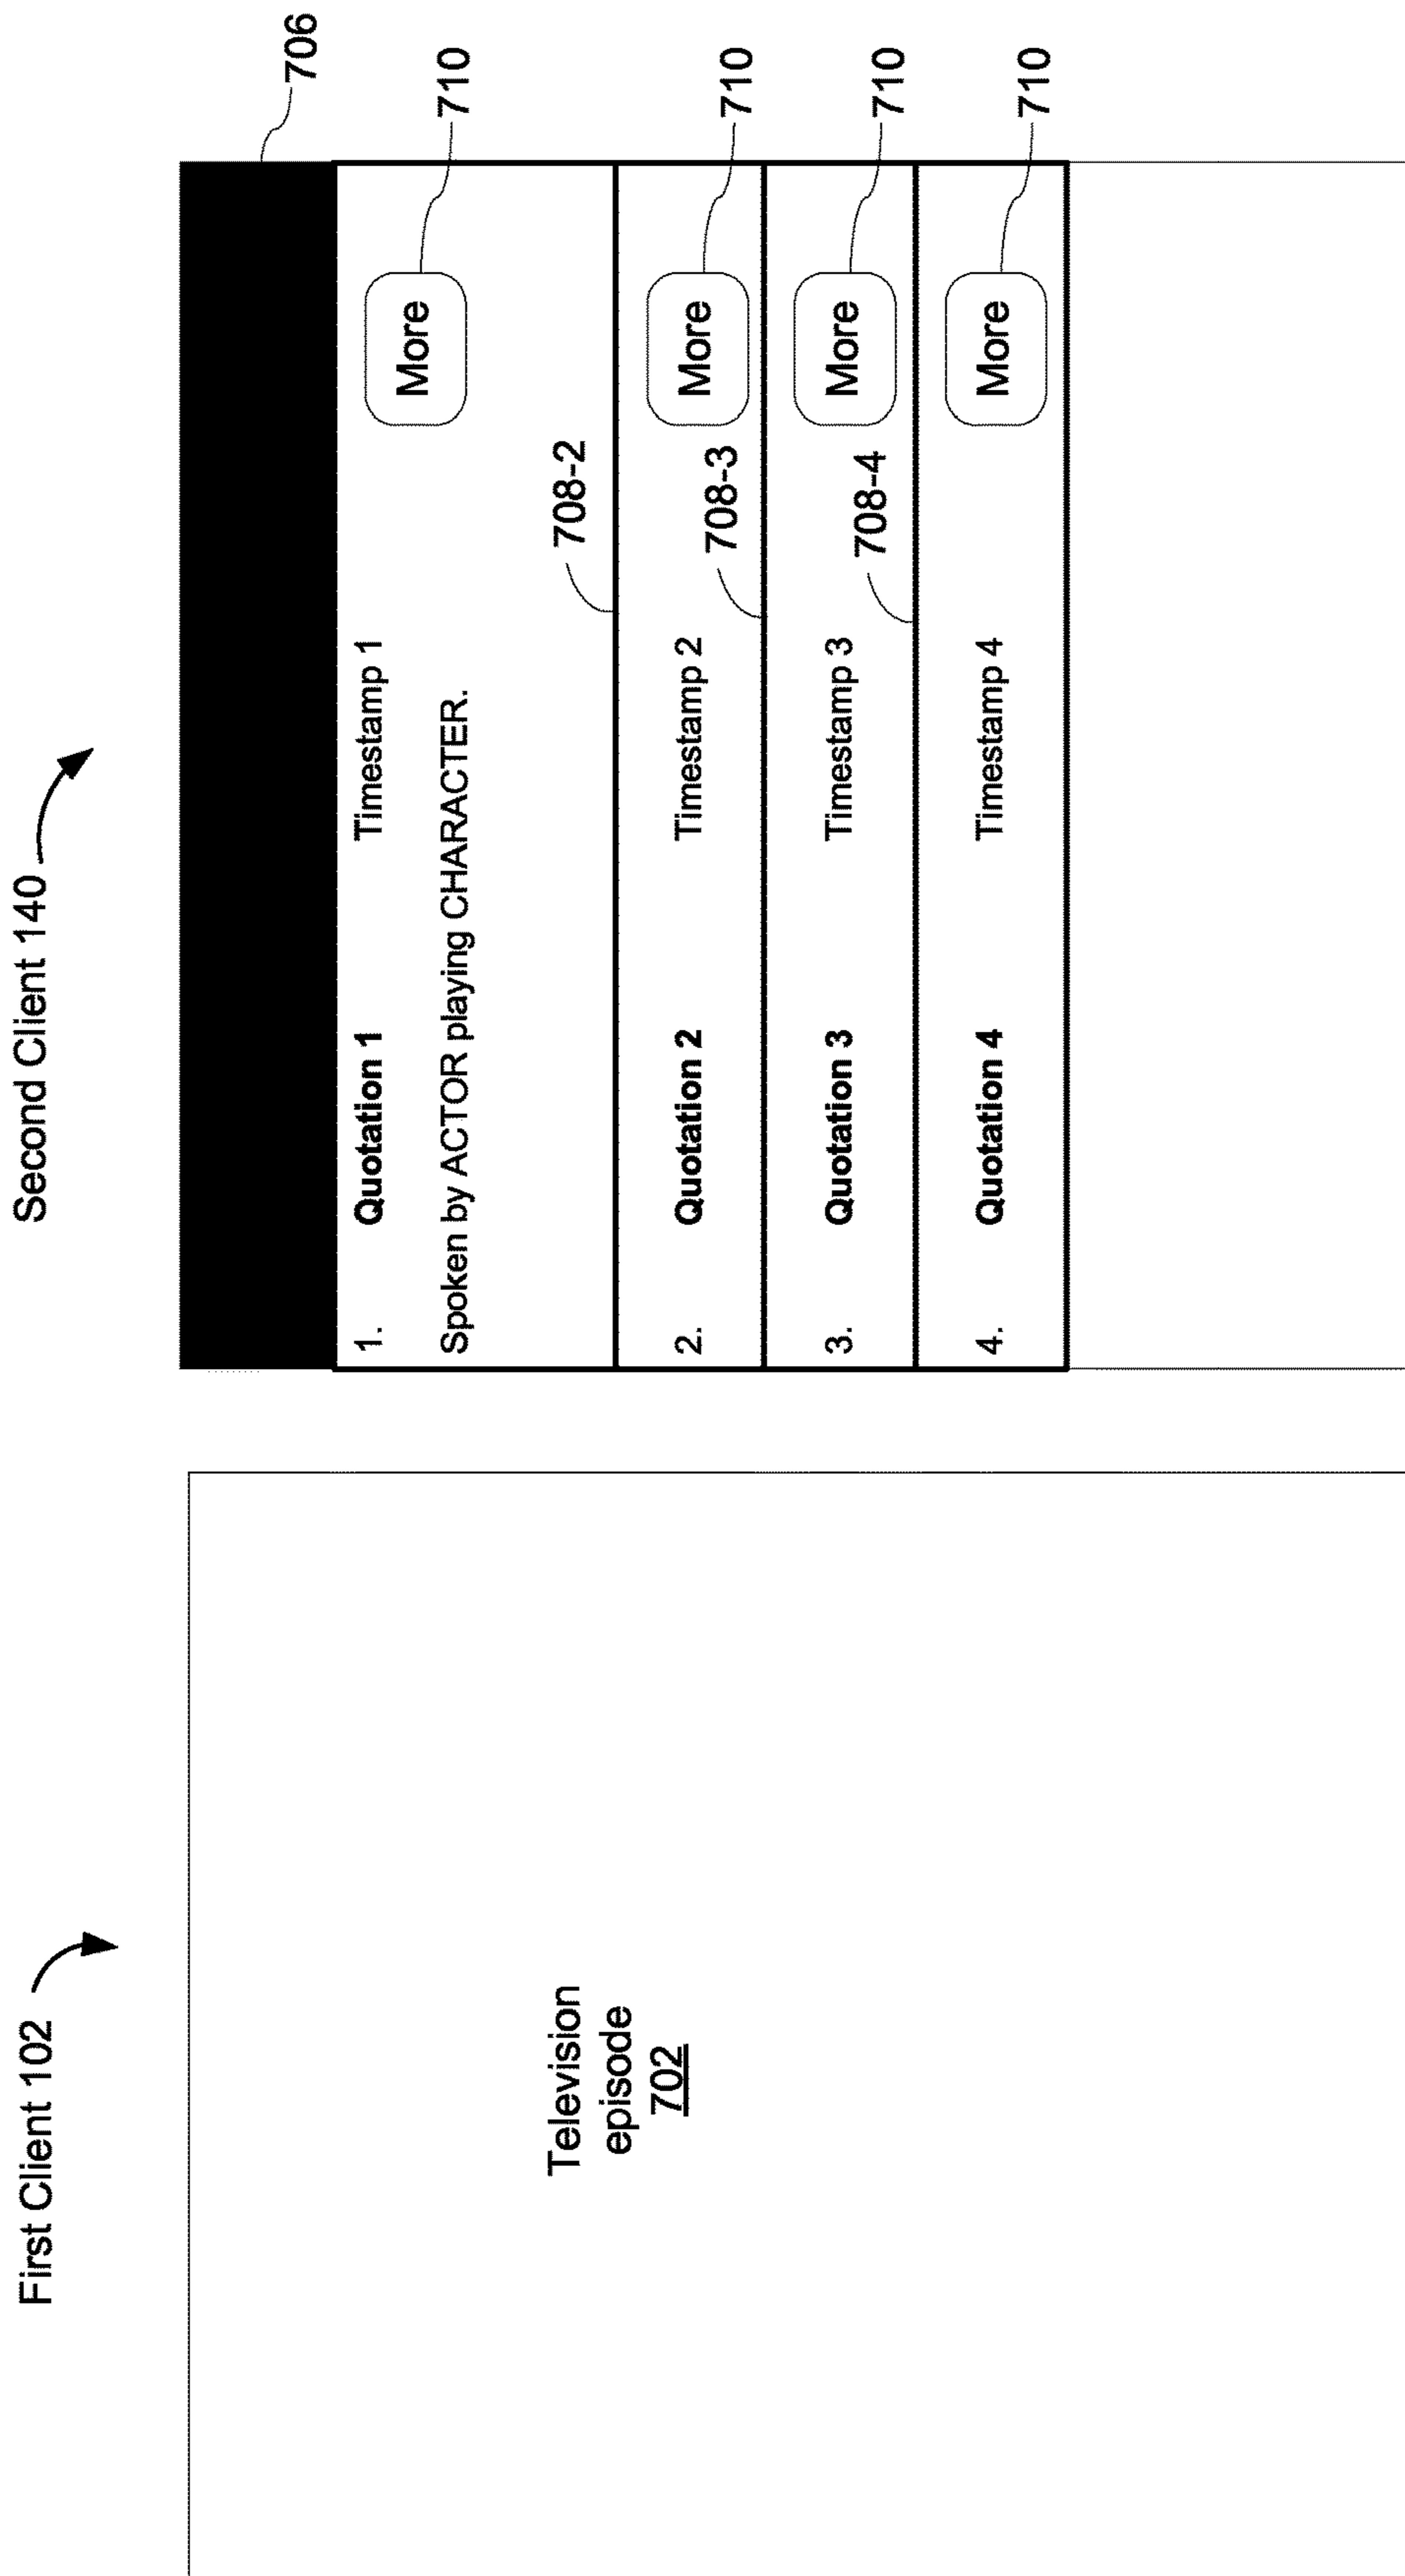 First Client 102
Television
episode
702
Second Client 140
706
1. Quotation 1 Timestamp 1 More 710
Spoken by ACTOR playing CHARACTER.
708-2
2. Quotation 2 Timestamp 2 More 710
708-3
3. Quotation 3 Timestamp 3 More 710
708-4
4. Quotation 4 Timestamp 4 More 710